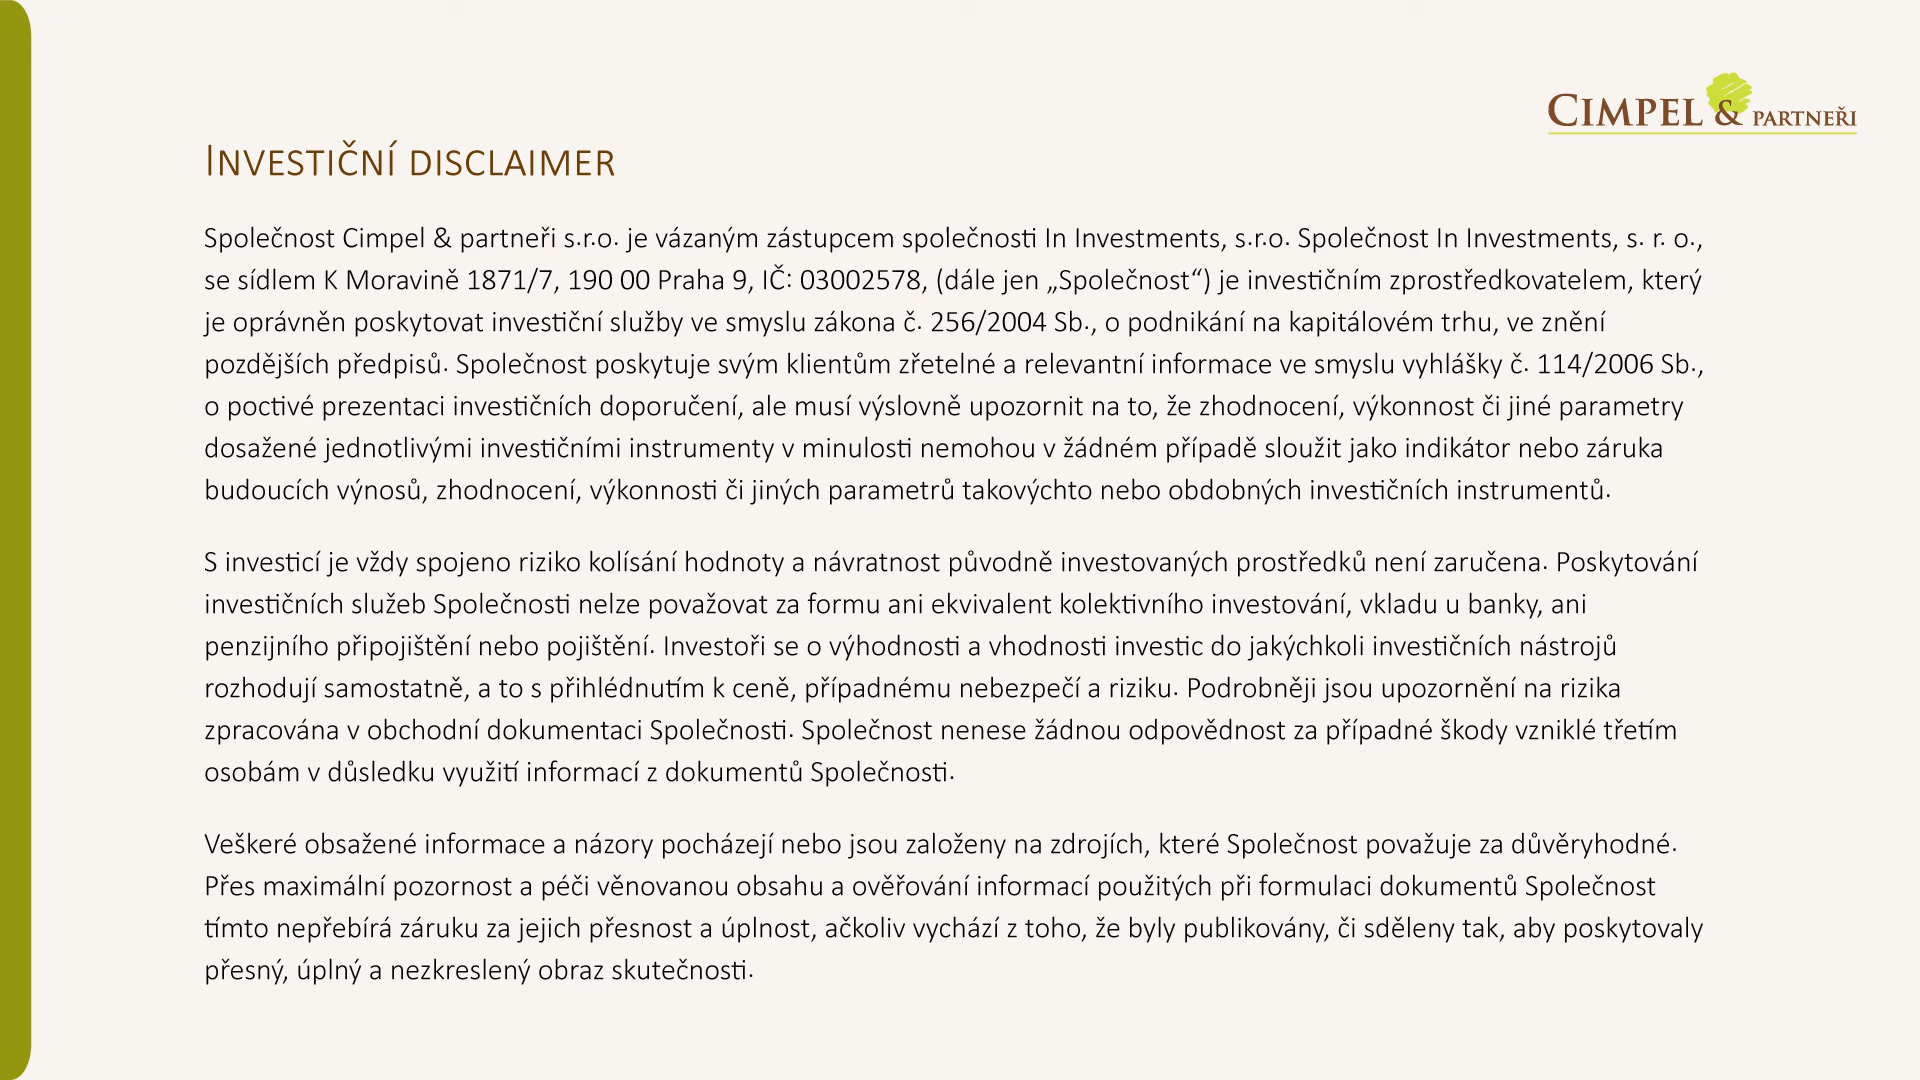 CIMPEL & PARTNEŘI
INVESTIČNÍ DISCLAIMER
Společnost Cimpel & partneři s.r.o. je vázaným zástupcem společnosti In Investments, s.r.o. Společnost In Investments, s. r. o.,
se sídlem K Moravině 1871/7, 190 00 Praha 9, IČ: 03002578, (dále jen „Společnost“) je investičním zprostředkovatelem, který
je oprávněn poskytovat investiční služby ve smyslu zákona č. 256/2004 Sb., o podnikání na kapitálovém trhu, ve znění
pozdějších předpisů. Společnost poskytuje svým klientům zřetelné a relevantní informace ve smyslu vyhlášky č. 114/2006 Sb.,
o poctivé prezentaci investičních doporučení, ale musí výslovně upozornit na to, že zhodnocení, výkonnost či jiné parametry
dosažené jednotlivými investičními instrumenty v minulosti nemohou v žádném případě sloužit jako indikátor nebo záruka
budoucích výnosů, zhodnocení, výkonnosti či jiných parametrů takovýchto nebo obdobných investičních instrumentů.
S investicí je vždy spojeno riziko kolísání hodnoty a návratnost původně investovaných prostředků není zaručena. Poskytování
investičních služeb Společnosti nelze považovat za formu ani ekvivalent kolektivního investování, vkladu u banky, ani
penzijního připojištění nebo pojištění. Investoři se o výhodnosti a vhodnosti investic do jakýchkoli investičních nástrojů
rozhodují samostatně, a to s přihlédnutím k ceně, případnému nebezpečí a riziku. Podrobněji jsou upozornění na rizika
zpracována v obchodní dokumentaci Společnosti. Společnost nenese žádnou odpovědnost za případné škody vzniklé třetím
osobám v důsledku využití informací z dokumentů Společnosti.
Veškeré obsažené informace a názory pocházejí nebo jsou založeny na zdrojích, které Společnost považuje za důvěryhodné.
Přes maximální pozornost a péči věnovanou obsahu a ověřování informací použitých při formulaci dokumentů Společnost
tímto nepřebírá záruku za jejich přesnost a úplnost, ačkoliv vychází z toho, že byly publikovány, či sděleny tak, aby poskytovaly
přesný, úplný a nezkreslený obraz skutečnosti.